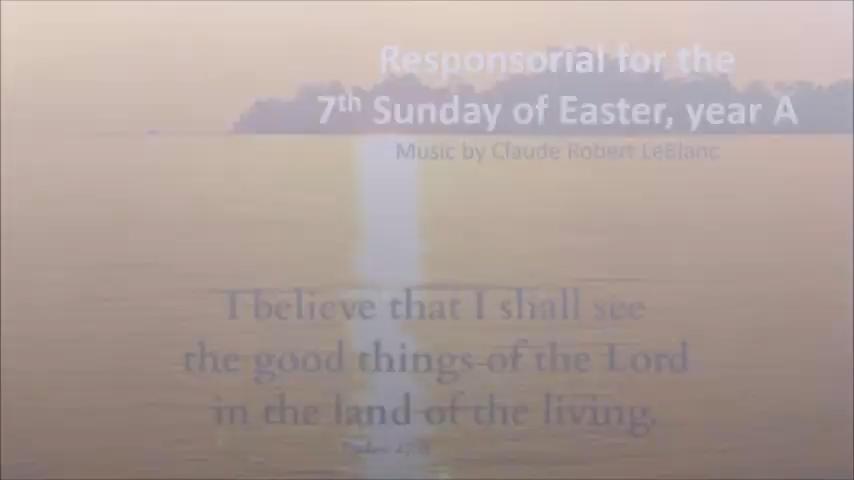 Responsorial for the
7th Sunday of Easter, year A
Music by Claude Robert LeBlanc
I believe that I shall see
the good things of the Lord
in the land of the living.